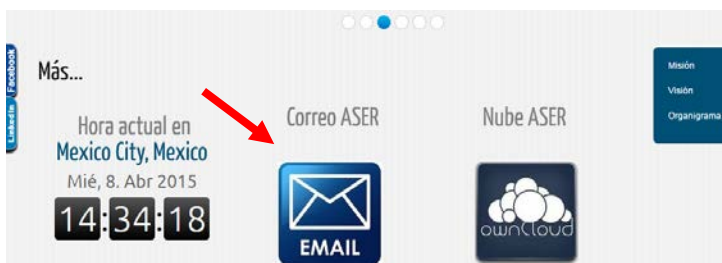 Facebook
LinkedIn
Más...
Hora actual en
Mexico City, Mexico
Mié, 8. Abr 2015
14:34:18
Correo ASER
EMAIL
Nube ASER
ownCloud
Misión
Visión
Organigrama